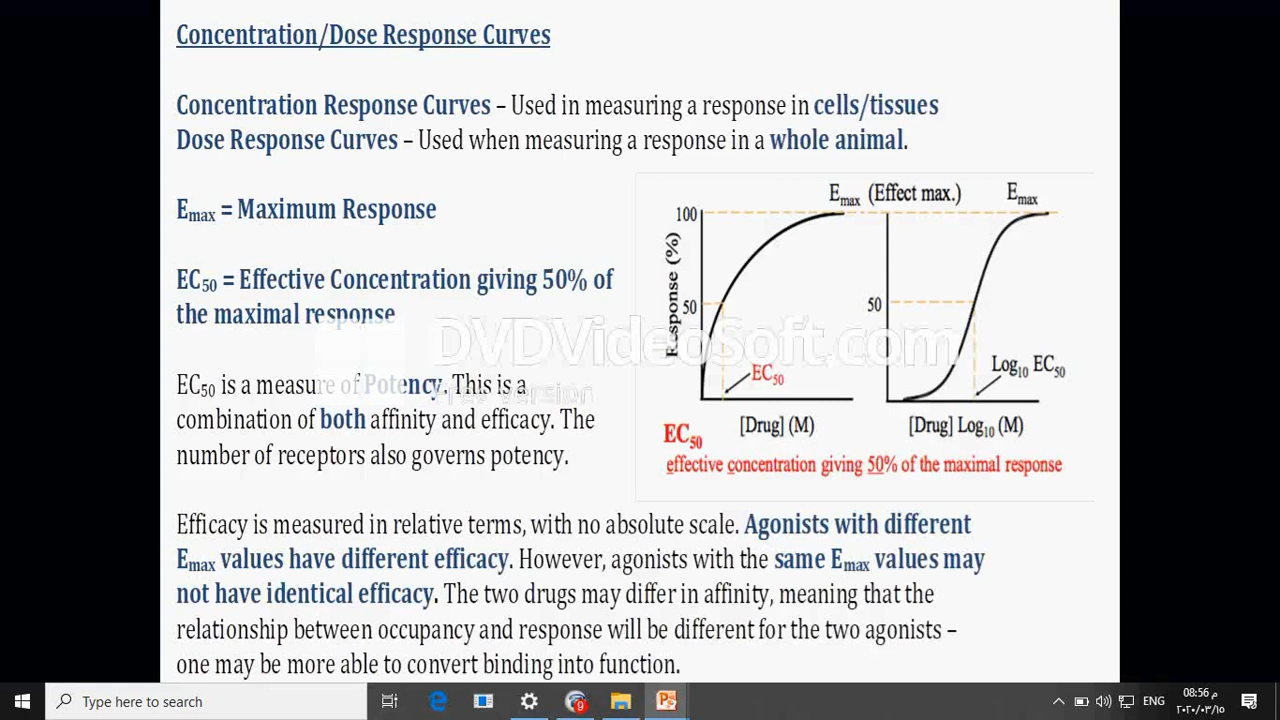 Concentration/Dose Response Curves
Concentration Response Curves – Used in measuring a response in cells/tissues
Dose Response Curves – Used when measuring a response in a whole animal.
Emax = Maximum Response
EC50 = Effective Concentration giving 50% of
the maximal response
EC50 is a measure of Potency. This is a
combination of both affinity and efficacy. The
number of receptors also governs potency.
Emax (Effect max.)
Emax
100
50
Response (%)
EC50
[Drug] (M)
50
Log10 EC50
[Drug] Log10 (M)
EC50
effective concentration giving 50% of the maximal response
DVDVideoSoft.com
Free version
Efficacy is measured in relative terms, with no absolute scale. Agonists with different
Emax values have different efficacy. However, agonists with the same Emax values may
not have identical efficacy. The two drugs may differ in affinity, meaning that the
relationship between occupancy and response will be different for the two agonists –
one may be more able to convert binding into function.
Type here to search
9
ENG
08:56 م
٢٠٢٠/٠٣/١٥